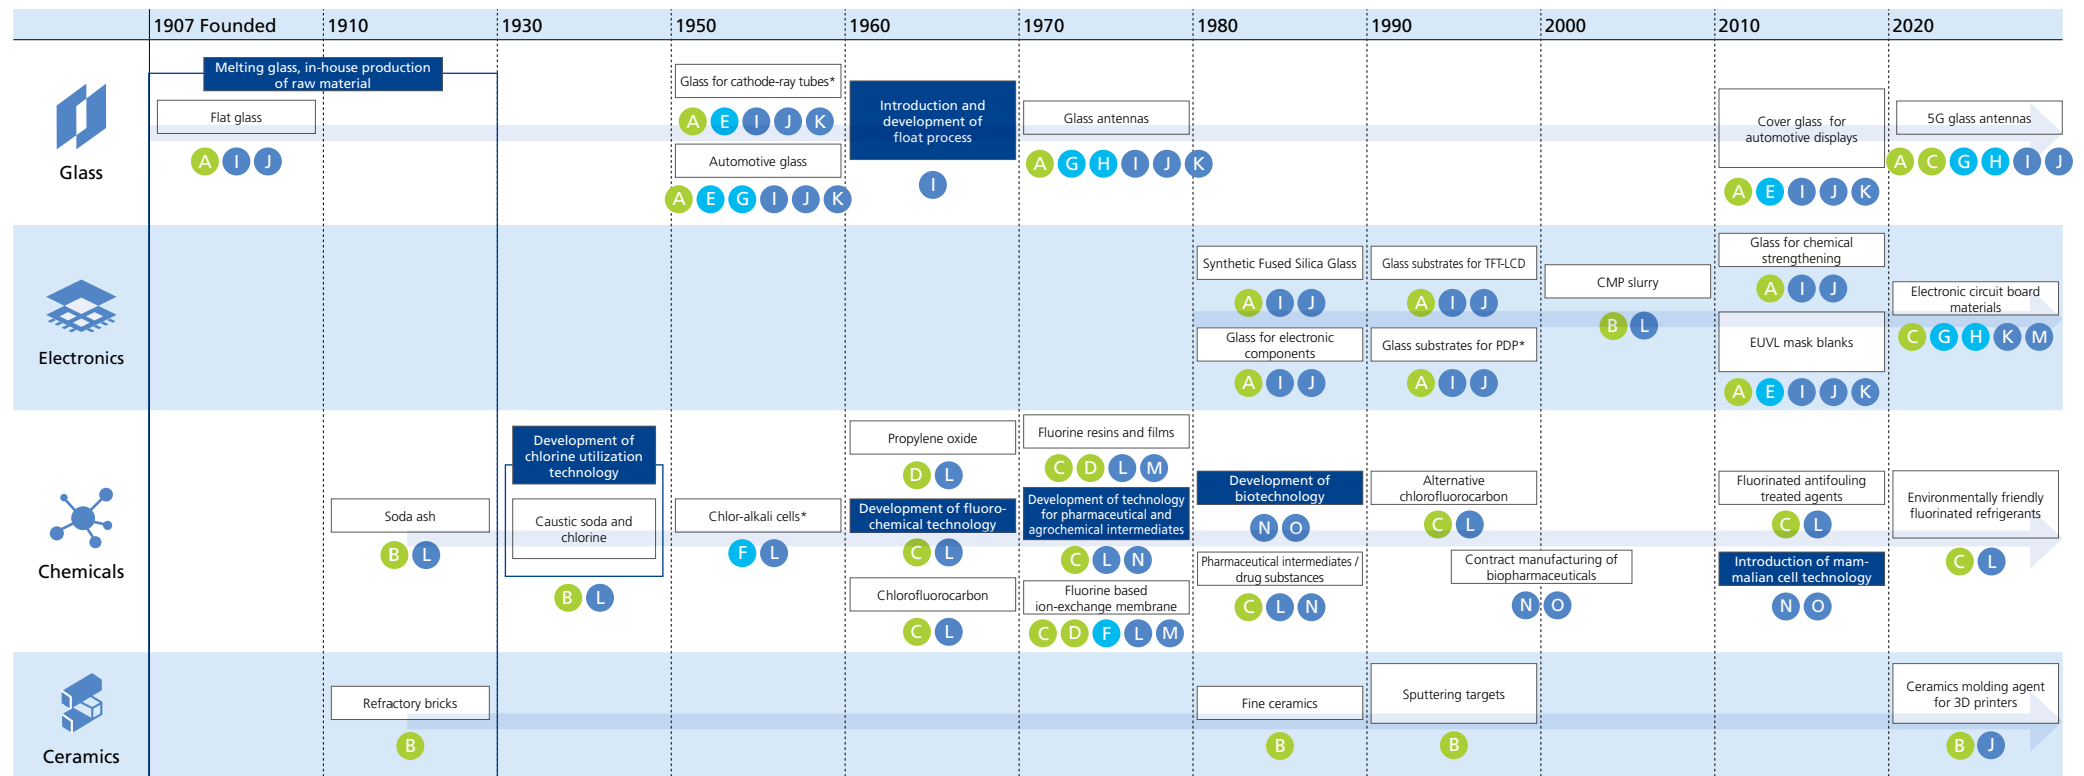 1907 Founded
1910
1930
1950
1960
1970
1980
1990
2000
2010
2020
Glass
Melting glass, in-house production
of raw material
Flat glass
A I J
Glass for cathode-ray tubes*
A E I J K
Automotive glass
A E G I J K
Introduction and
development of
float process
I
Glass antennas
A G H I J K
Cover glass for
automotive displays
A E I J K
5G glass antennas
A C G H I J
Electronics
Synthetic Fused Silica Glass
A I J
Glass for electronic
components
A I J
Glass substrates for TFT-LCD
A I J
Glass substrates for PDP*
A I J
CMP slurry
B L
Glass for chemical
strengthening
A I J
EUVL mask blanks
A E I J K
Electronic circuit board
materials
C G H K M
Chemicals
Soda ash
B L
Development of
chlorine utilization
technology
Caustic soda and
chlorine
B L
Chlor-alkali cells*
F L
Propylene oxide
D L
Development of fluoro-
chemical technology
C L
Chlorofluorocarbon
C L
Fluorine resins and films
C D L M
Development of technology
for pharmaceutical and
agrochemical intermediates
C L N
Fluorine based
ion-exchange membrane
C D F L M
Development of
biotechnology
N O
Pharmaceutical intermediates /
drug substances
C L N
Alternative
chlorofluorocarbon
C L
Contract manufacturing of
biopharmaceuticals
N O
Fluorinated antifouling
treated agents
C L
Introduction of mam-
malian cell technology
N O
Environmentally friendly
fluorinated refrigerants
C L
Ceramics
Refractory bricks
B
Fine ceramics
B
Sputtering targets
B
Ceramics molding agent
for 3D printers
B J